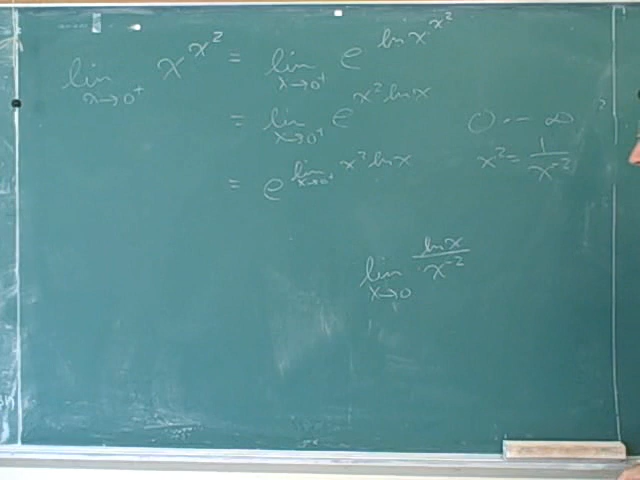 lim x→0⁺ x^x² = lim x→0⁺ e^ln x^x²
= lim x→0⁺ e^x² ln x
0 · -∞
= e^lim x→0⁺ x² ln x
x² = 1/x⁻²
lim x→0 ln x / x⁻²